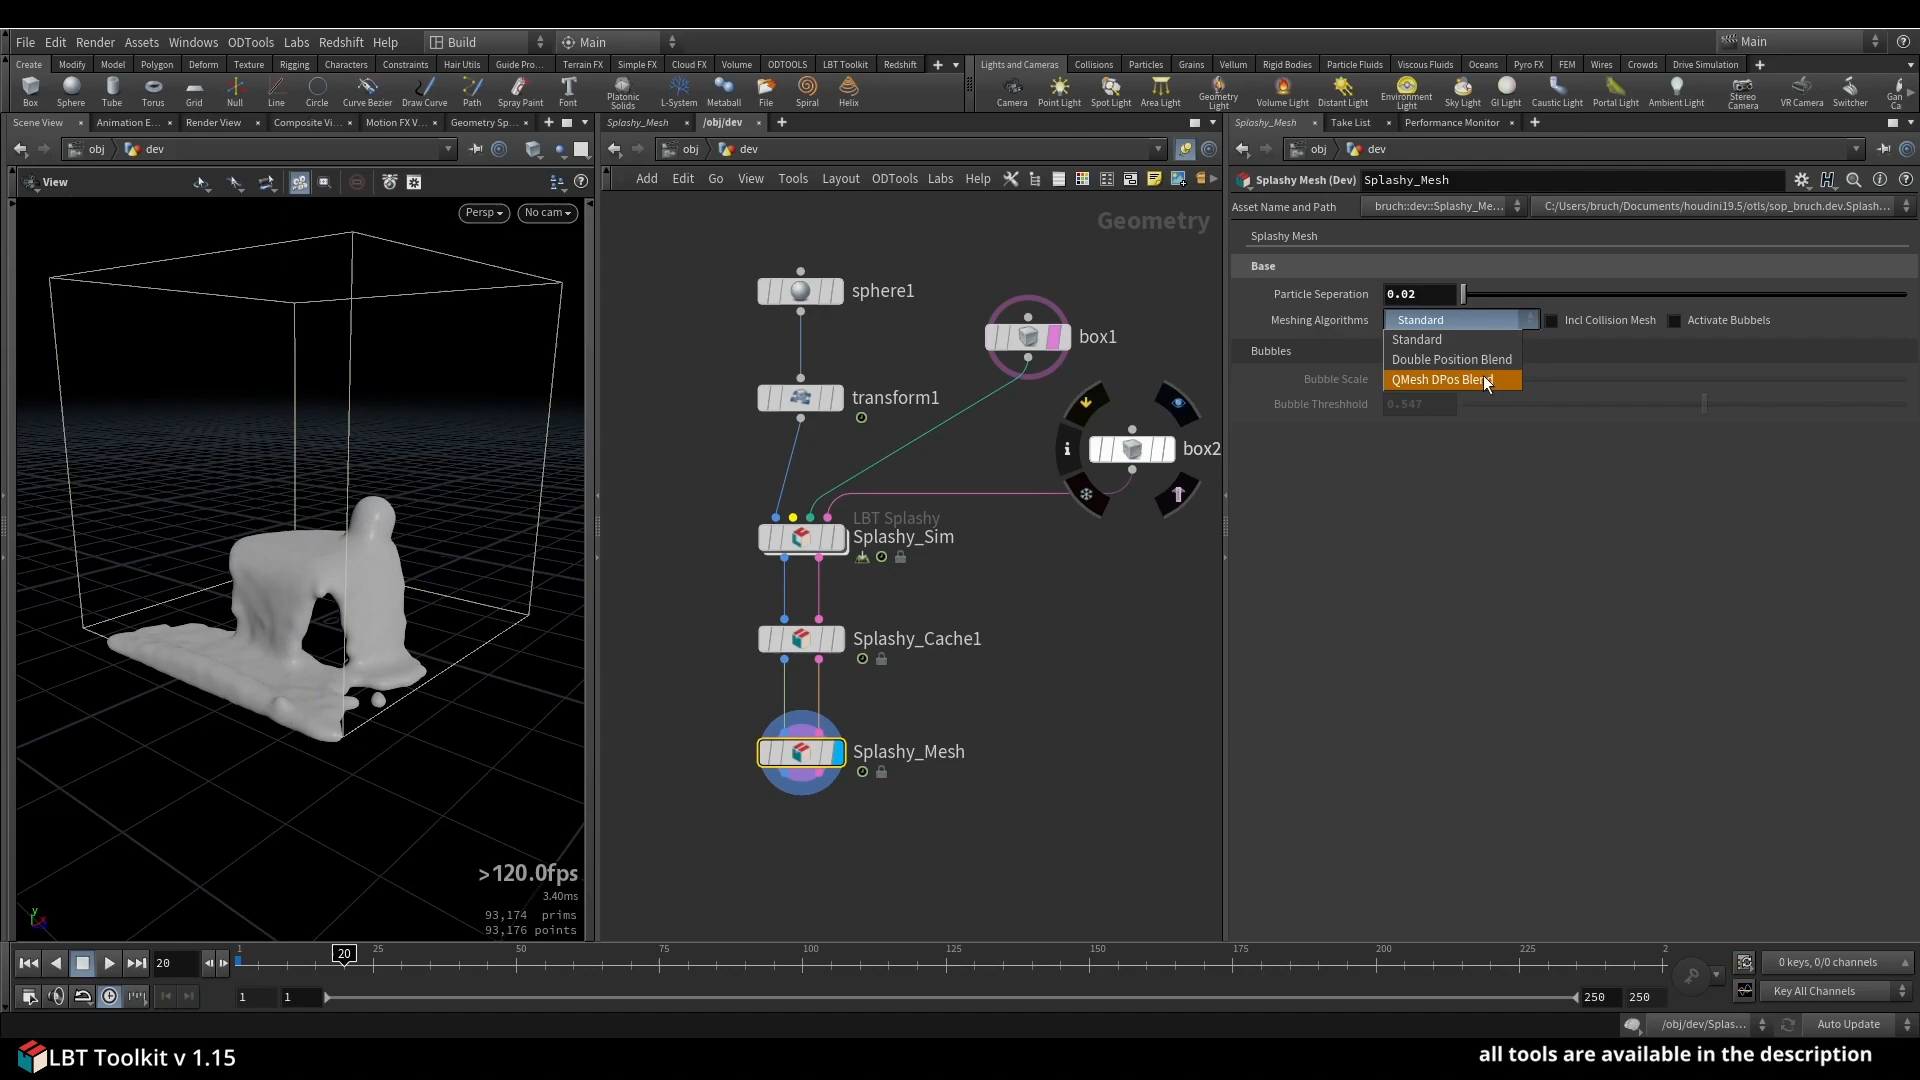 File Edit Render Assets Windows ODTools Labs Redshift Help Build Main Main
Create Modify Model Polygon Deform Texture Rigging Characters Constraints Hair Utils Guide Pro... Terrain FX Simple FX Cloud FX Volume ODTOOLS LBT Toolkit Redshift
Lights and Cameras Collisions Particles Grains Vellum Rigid Bodies Particle Fluids Viscous Fluids Oceans Pyro FX FEM Wires Crowds Drive Simulation
Box Sphere Tube Torus Grid Null Line Circle Curve Bezier Draw Curve Path Spray Paint Font Platonic Solids L-System Metaball File Spiral Helix
Camera Point Light Spot Light Area Light Geometry Light Volume Light Distant Light Environment Light Sky Light GI Light Caustic Light Portal Light Ambient Light Stereo Camera VR Camera Switcher Gan Ca
Scene View Animation E... Render View Composite Vi... Motion FX V... Geometry Sp...
Splashy_Mesh /obj/dev
Splashy_Mesh Take List Performance Monitor
obj dev
obj dev
obj dev
View
Add Edit Go View Tools Layout ODTools Labs Help
Splashy Mesh (Dev) Splashy_Mesh
Asset Name and Path bruch::dev::Splashy_Me... C:/Users/bruch/Documents/houdini19.5/otls/sop_bruch.dev.Splash...
Persp No cam
Geometry
Splashy Mesh
Base
Particle Seperation 0.02
Meshing Algorithms Standard Incl Collision Mesh Activate Bubbels
Standard
Double Position Blend
QMesh DPos Blend
Bubbles
Bubble Scale
Bubble Threshhold 0.547
sphere1
box1
transform1
box2
LBT Splashy
Splashy_Sim
Splashy_Cache1
Splashy_Mesh
>120.0fps
3.40ms
93,174 prims
93,176 points
y
20
1 20 25 50 75 100 125 150 175 200 225 2
0 keys, 0/0 channels
1 1 250 250
Key All Channels
/obj/dev/Splas... Auto Update
LBT Toolkit v 1.15
all tools are available in the description